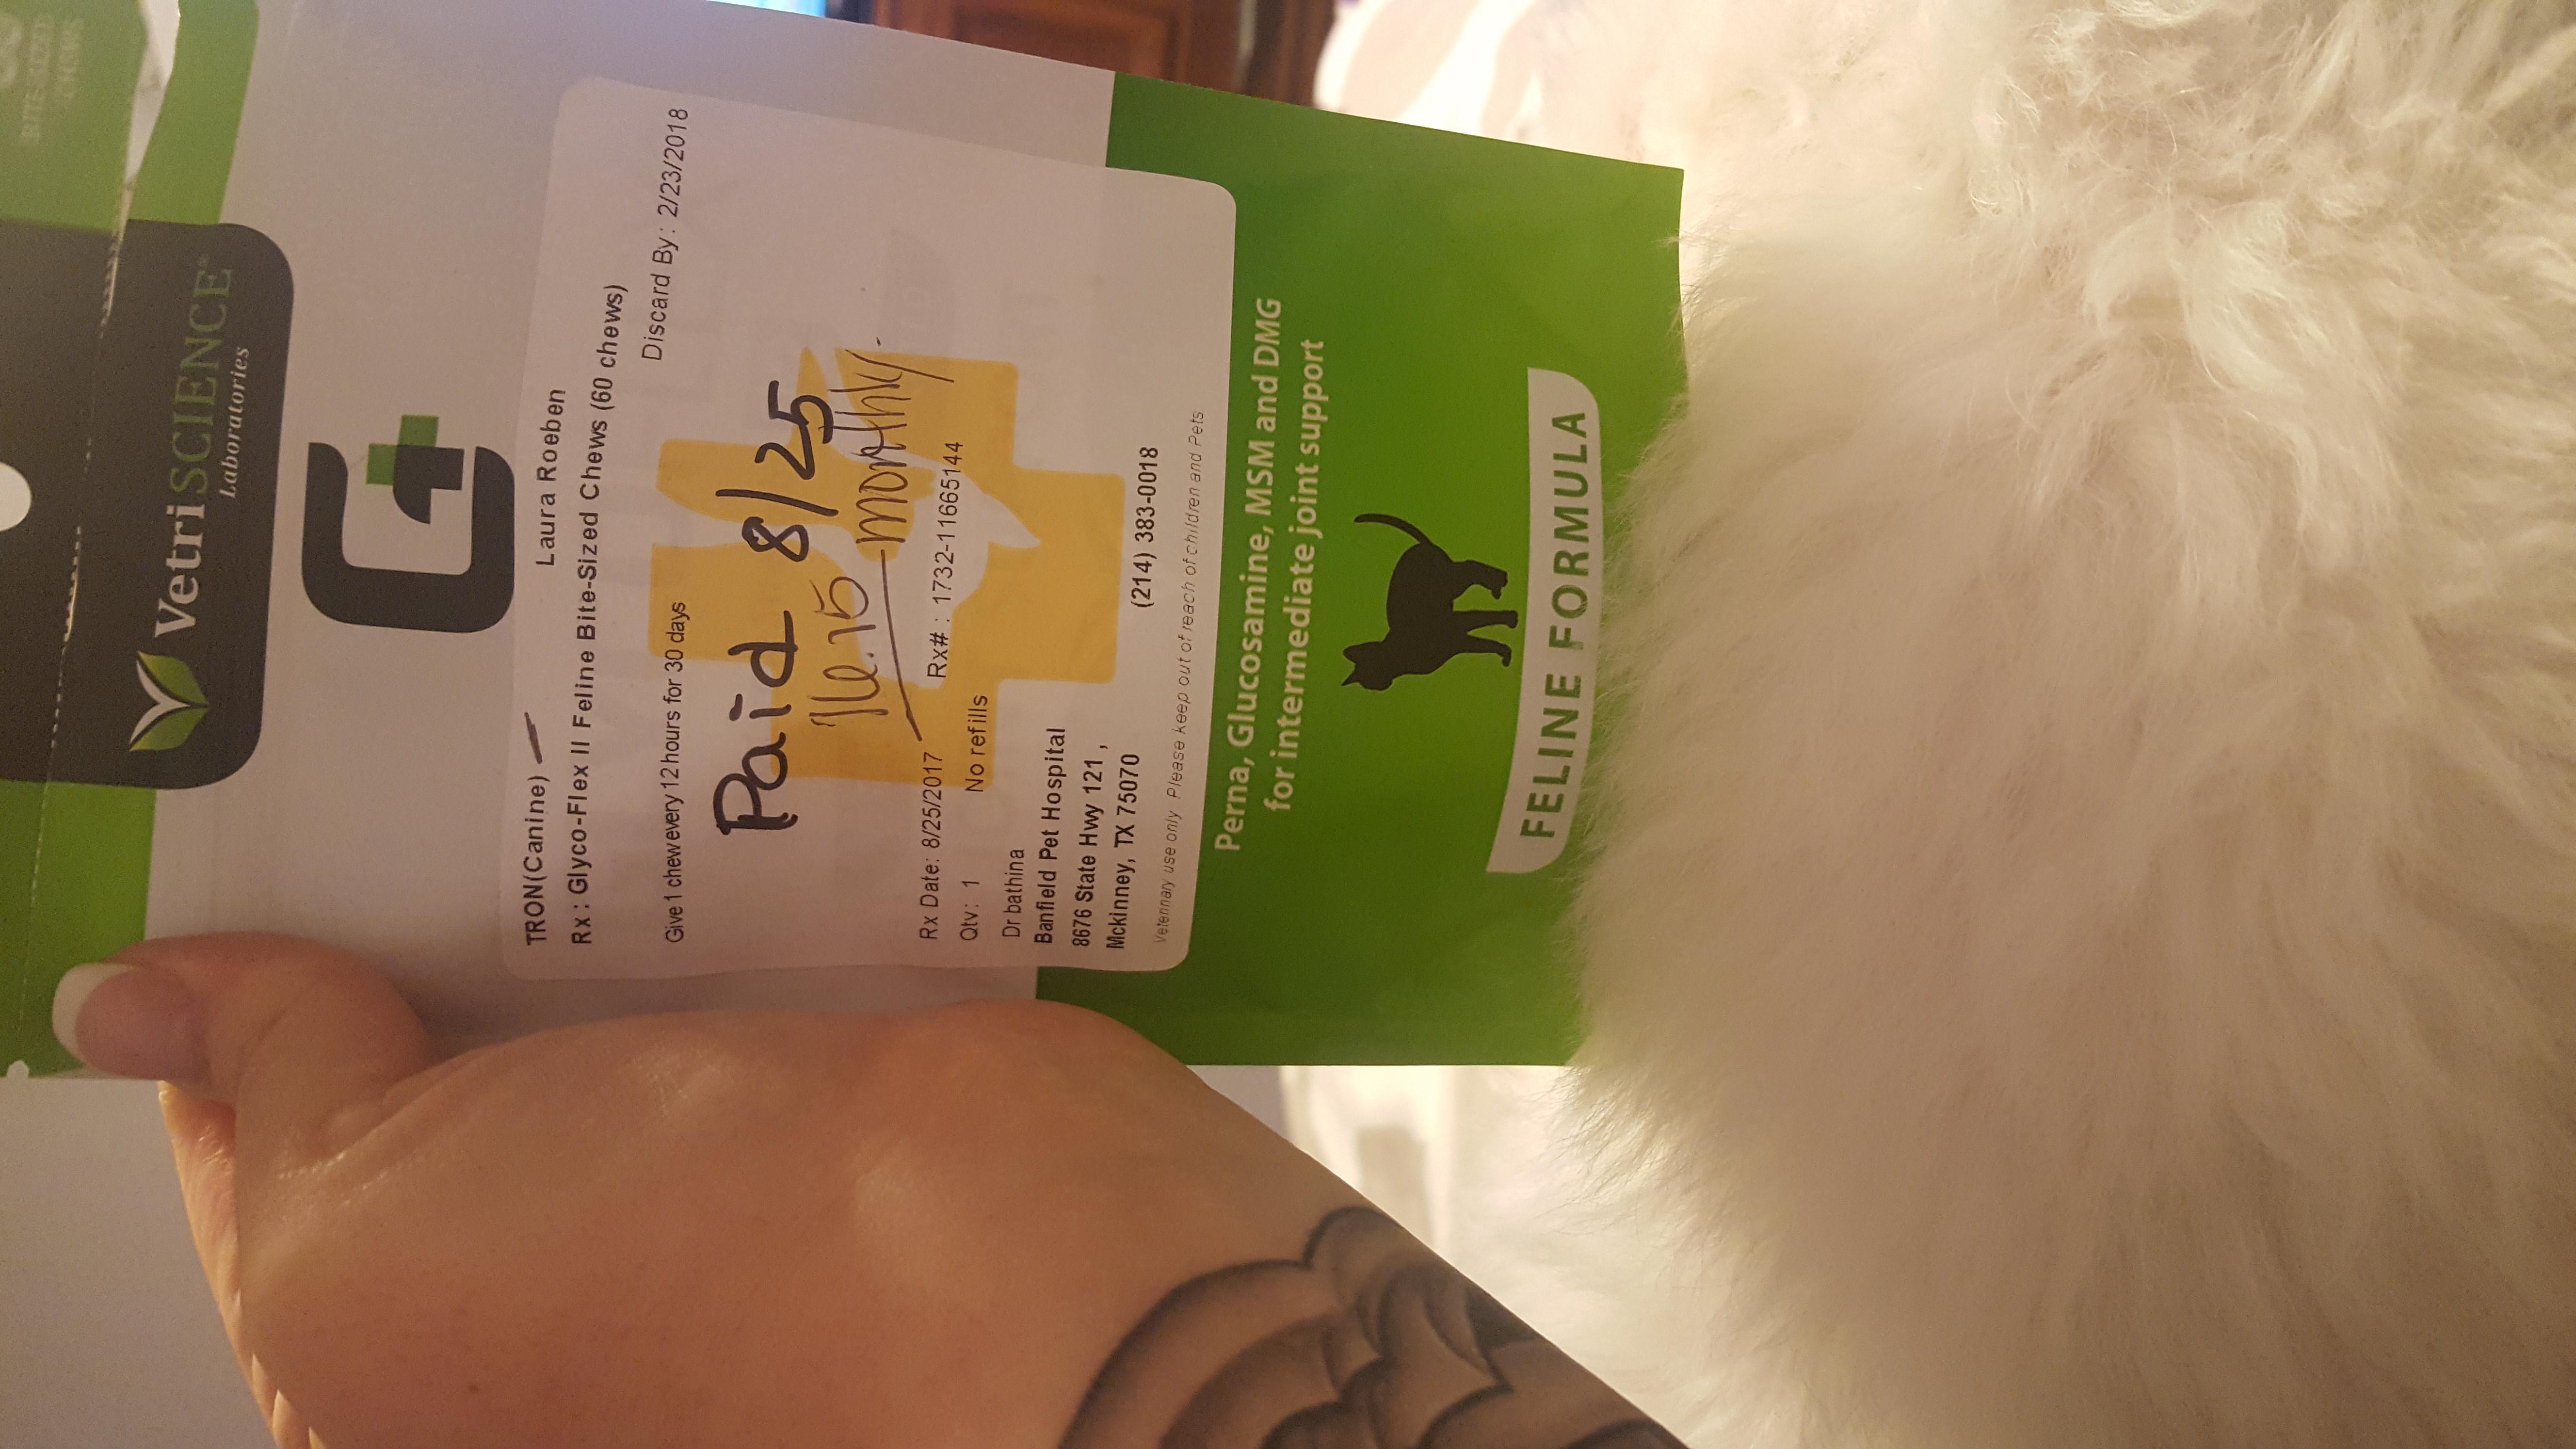 VetriSCIENCE®
Laboratories
TRON(Canine) Laura Roeben
Rx : Glyco-Flex II Feline Bite-Sized Chews (60 chews)
Discard By: 2/23/2018
Give 1 chew every 12 hours for 30 days
Paid 8/25
16.15 monthly.
Rx Date: 8/25/2017 Rx# : 1732-11665144
Qty: 1 No refills
Dr bathina
Banfield Pet Hospital
8676 State Hwy 121 ,
Mckinney, TX 75070 (214) 383-0018
Veterinary use only Please keep out of reach of children and Pets
Perna, Glucosamine, MSM and DMG
for intermediate joint support
FELINE FORMULA